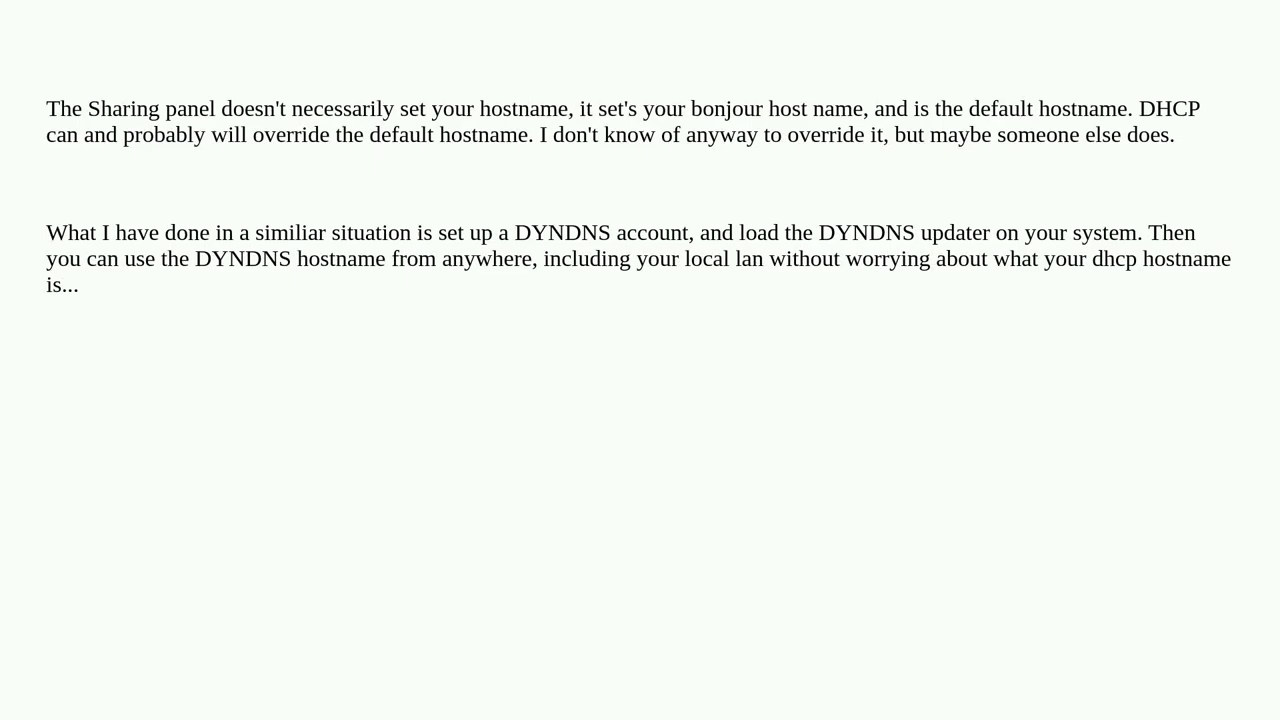 The Sharing panel doesn't necessarily set your hostname, it set's your bonjour host name, and is the default hostname. DHCP
can and probably will override the default hostname. I don't know of anyway to override it, but maybe someone else does.
What I have done in a similiar situation is set up a DYNDNS account, and load the DYNDNS updater on your system. Then
you can use the DYNDNS hostname from anywhere, including your local lan without worrying about what your dhcp hostname
is...